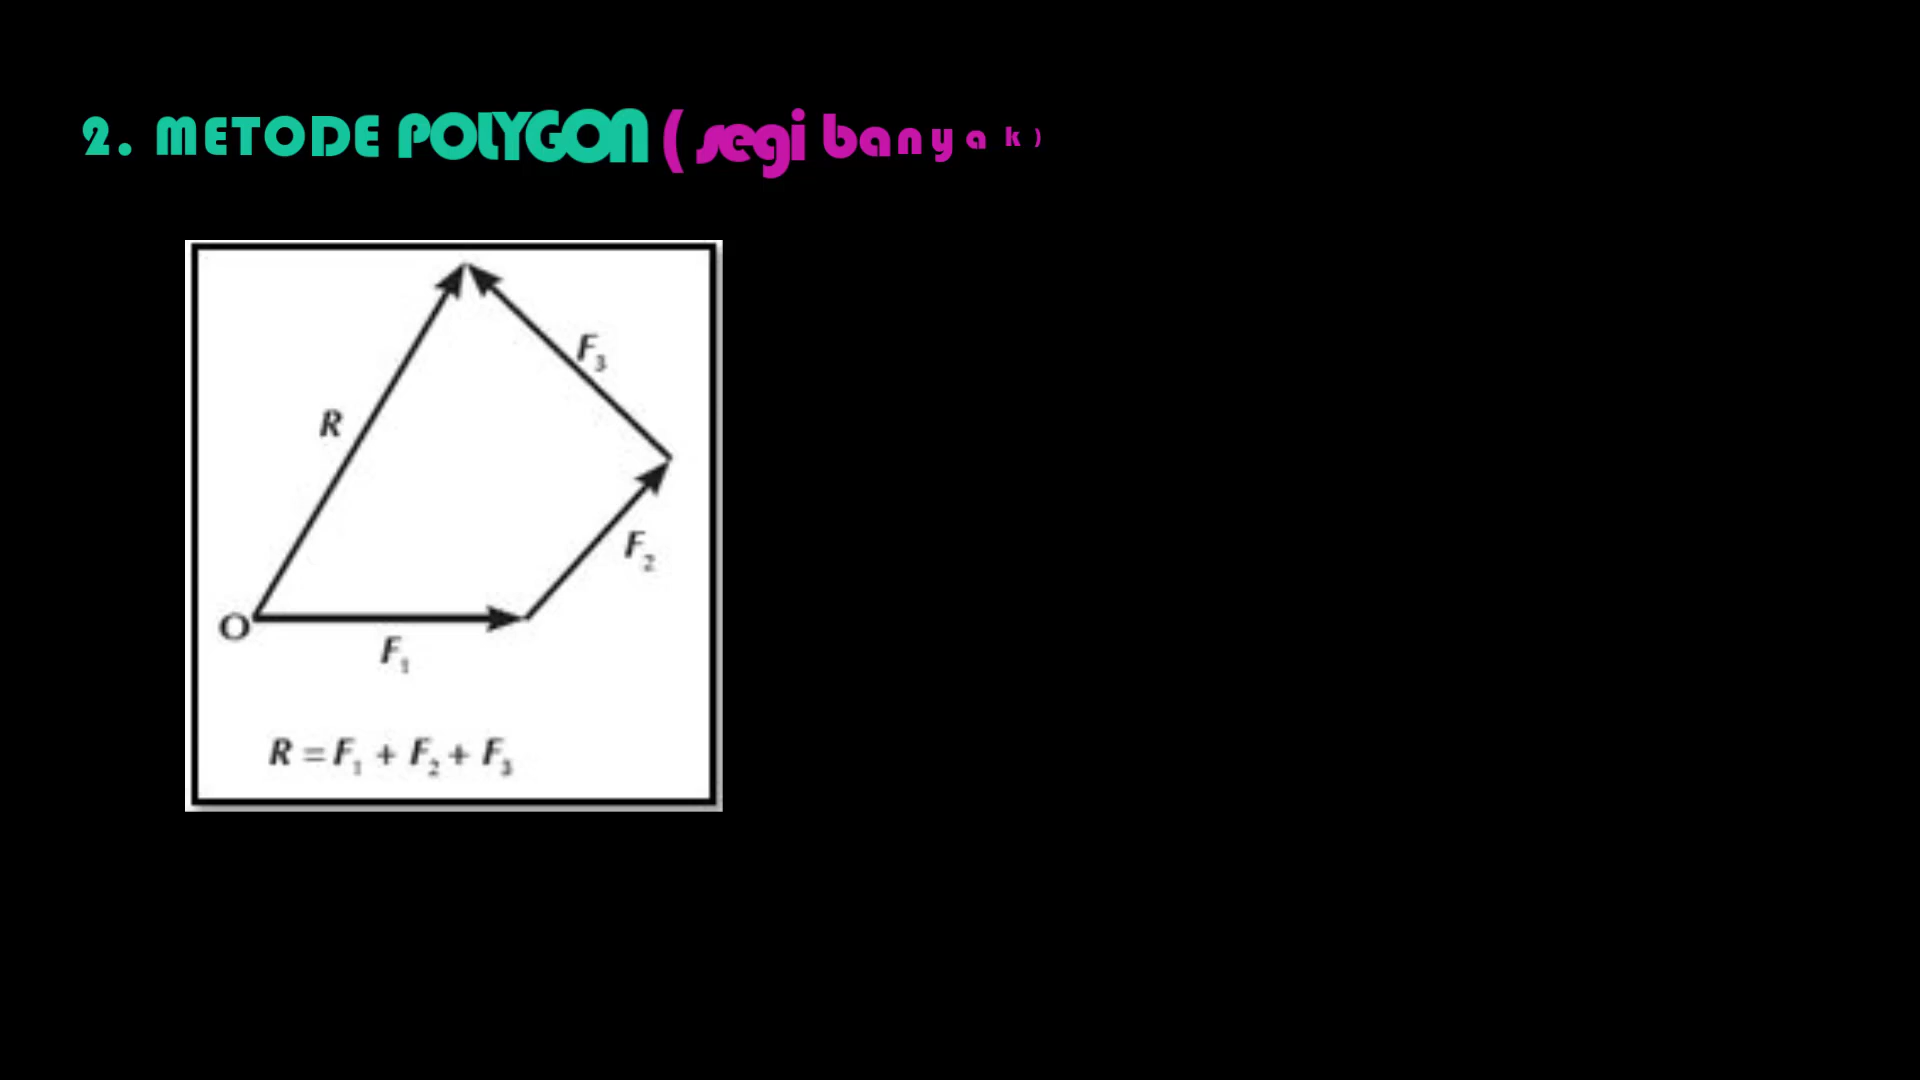 2. METODE POLYGON ( segi banyak )
F₃
R
F₂
O
F₁
R = F₁ + F₂ + F₃